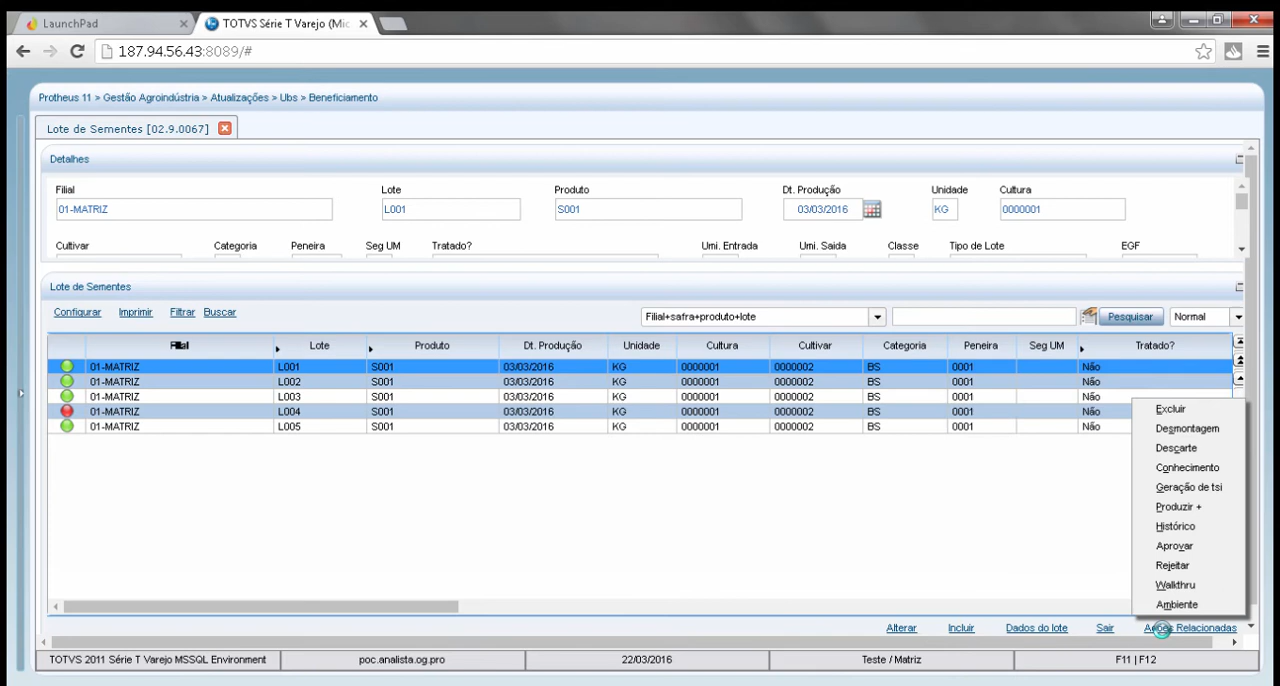 LaunchPad
TOTVS Série T Varejo (Mic
187.94.56.43:8089/#
Protheus 11 > Gestão Agroindústria > Atualizações > Ubs > Beneficiamento
Lote de Sementes [02.9.0067]
Detalhes
Filial Lote Produto Dt. Produção Unidade Cultura
01-MATRIZ L001 S001 03/03/2016 KG 0000001
Cultivar Categoria Peneira Seg UM Tratado? Umi. Entrada Umi. Saida Classe Tipo de Lote EGF
Lote de Sementes
Configurar Imprimir Filtrar Buscar Filial+safra+produto+lote Pesquisar Normal
Filial Lote Produto Dt. Produção Unidade Cultura Cultivar Categoria Peneira Seg UM Tratado?
01-MATRIZ L001 S001 03/03/2016 KG 0000001 0000002 BS 0001 Não
01-MATRIZ L002 S001 03/03/2016 KG 0000001 0000002 BS 0001 Não
01-MATRIZ L003 S001 03/03/2016 KG 0000001 0000002 BS 0001 Não
01-MATRIZ L004 S001 03/03/2016 KG 0000001 0000002 BS 0001 Não
01-MATRIZ L005 S001 03/03/2016 KG 0000001 0000002 BS 0001 Não
Excluir
Desmontagem
Descarte
Conhecimento
Geração de tsi
Produzir +
Histórico
Aprovar
Rejeitar
Walkthru
Ambiente
Alterar Incluir Dados do lote Sair Ações Relacionadas
TOTVS 2011 Série T Varejo MSSQL Environment poc.analista.og.pro 22/03/2016 Teste / Matriz F11 | F12